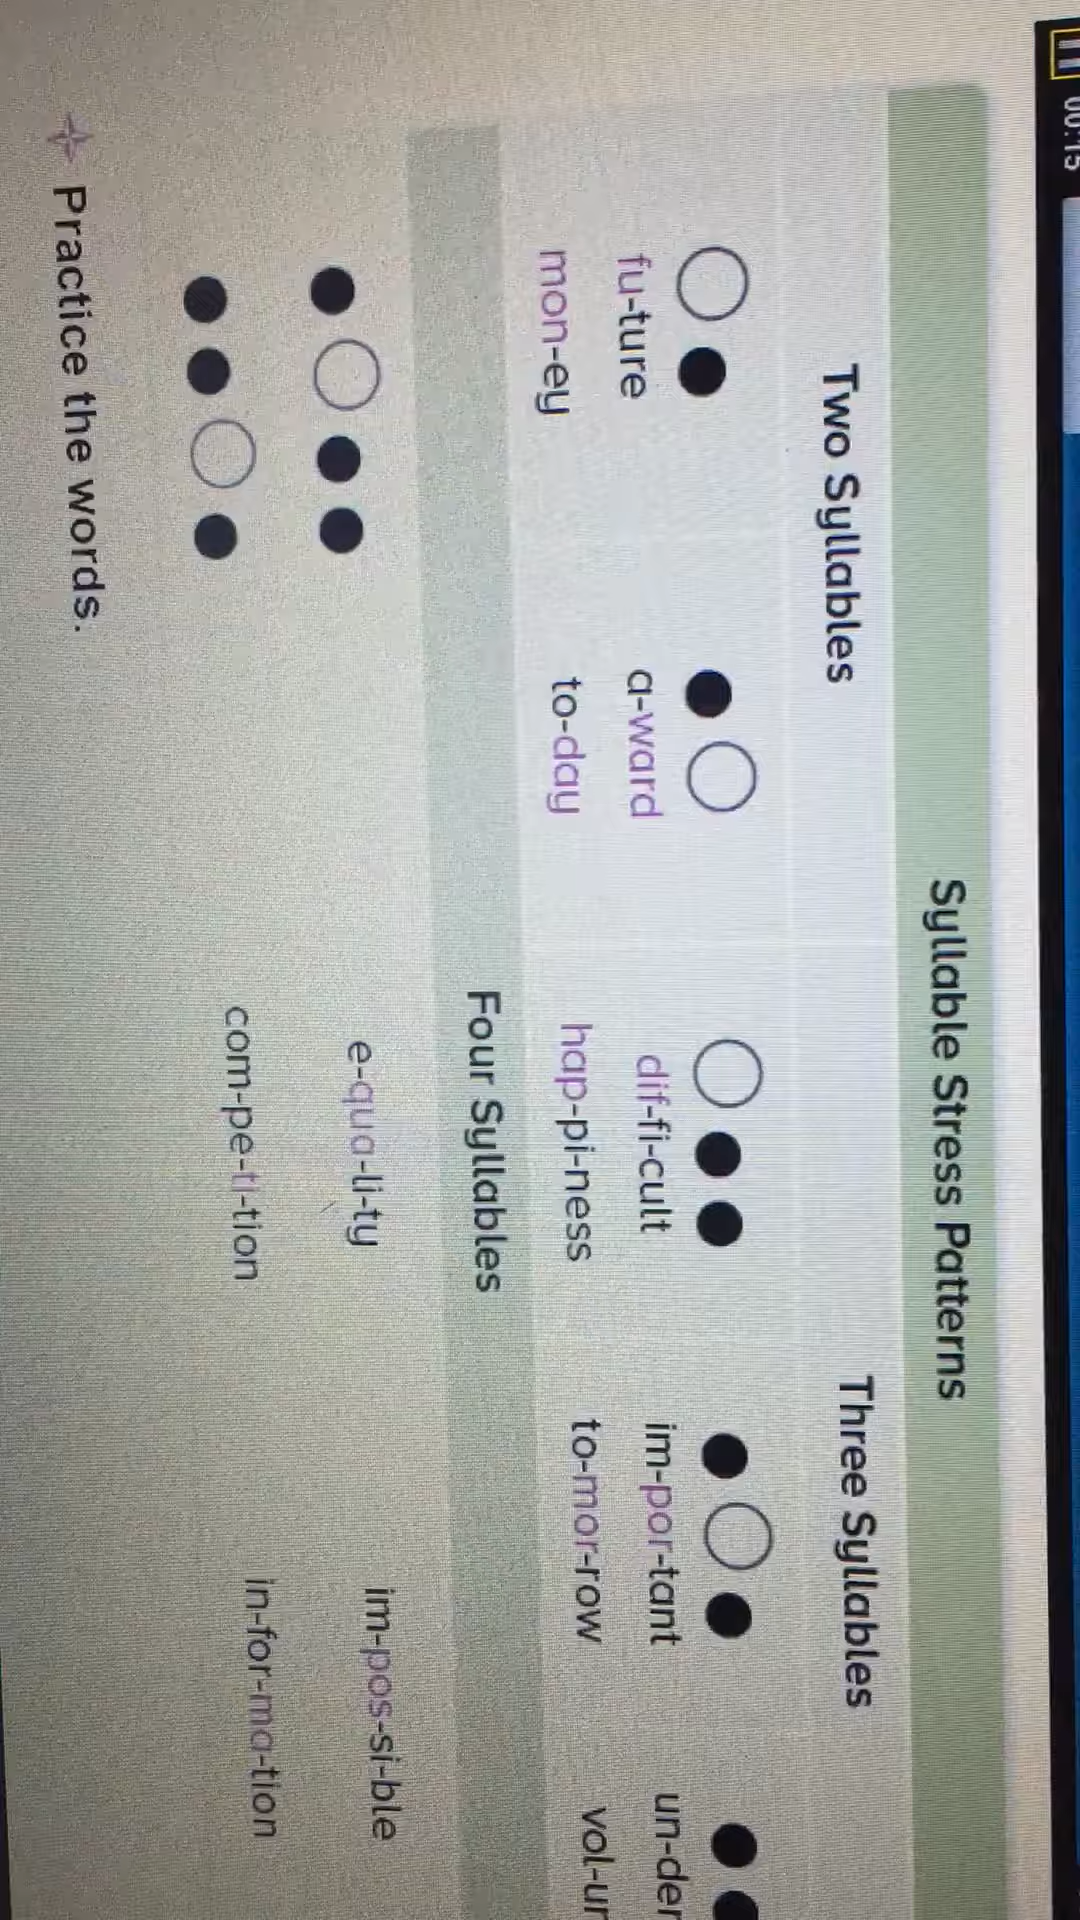 00:15
Syllable Stress Patterns
Two Syllables Three Syllables
fu-ture a-ward dif-fi-cult im-por-tant un-der
mon-ey to-day hap-pi-ness to-mor-row
Four Syllables
e-qua-li-ty im-pos-si-ble
com-pe-ti-tion in-for-ma-tion
Practice the words.